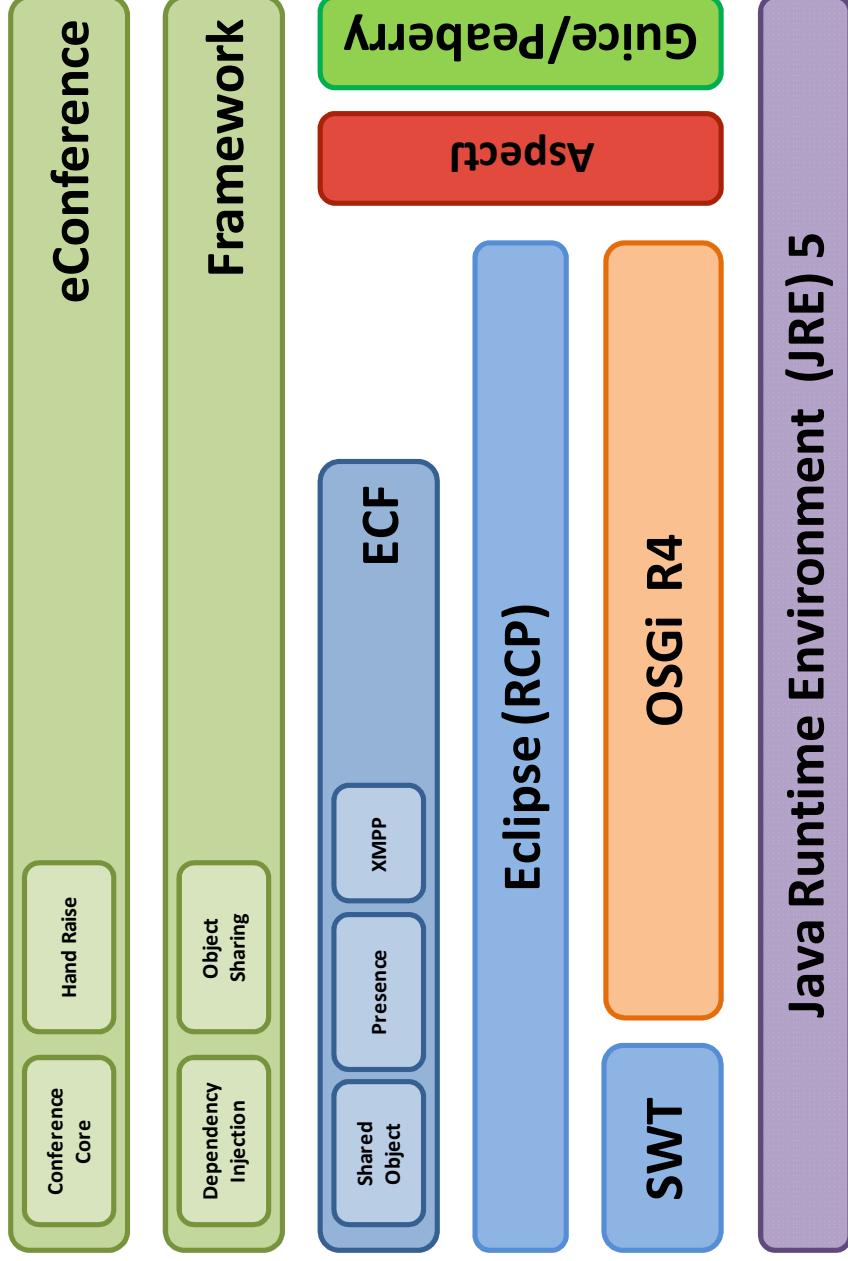 eConference
Conference
Core
Hand Raise
Framework
Dependency
Injection
Object
Sharing
ECF
Shared
Object
Presence
XMPP
Guice/Peaberry
AspectJ
Eclipse (RCP)
SWT
OSGi R4
Java Runtime Environment (JRE) 5